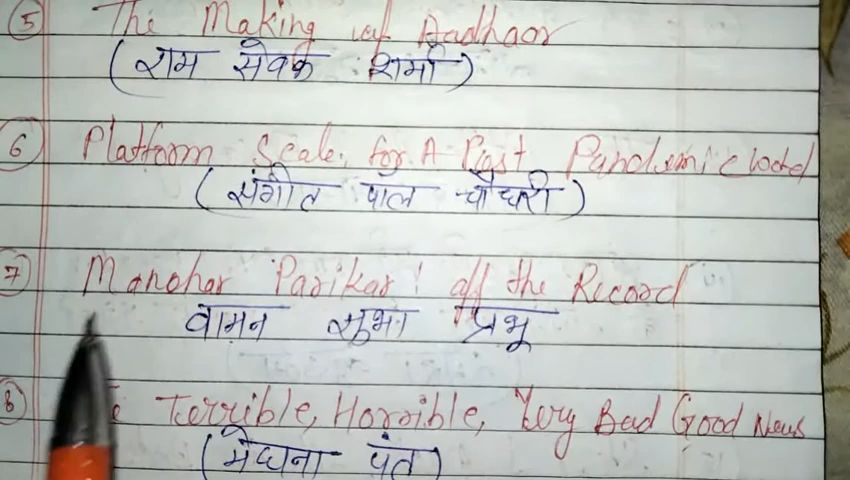 5 The Making of Aadhaar
(राम सेवक शर्मा)
6 Platform Scale, for A Post Pandemic
(संगीत पाल चौधरी)
7 Manohar Parikar: off the Record
वामन सुभा प्रभू
8 Terrible, Horrible, Very Bad Good News
(मेघना पंत)